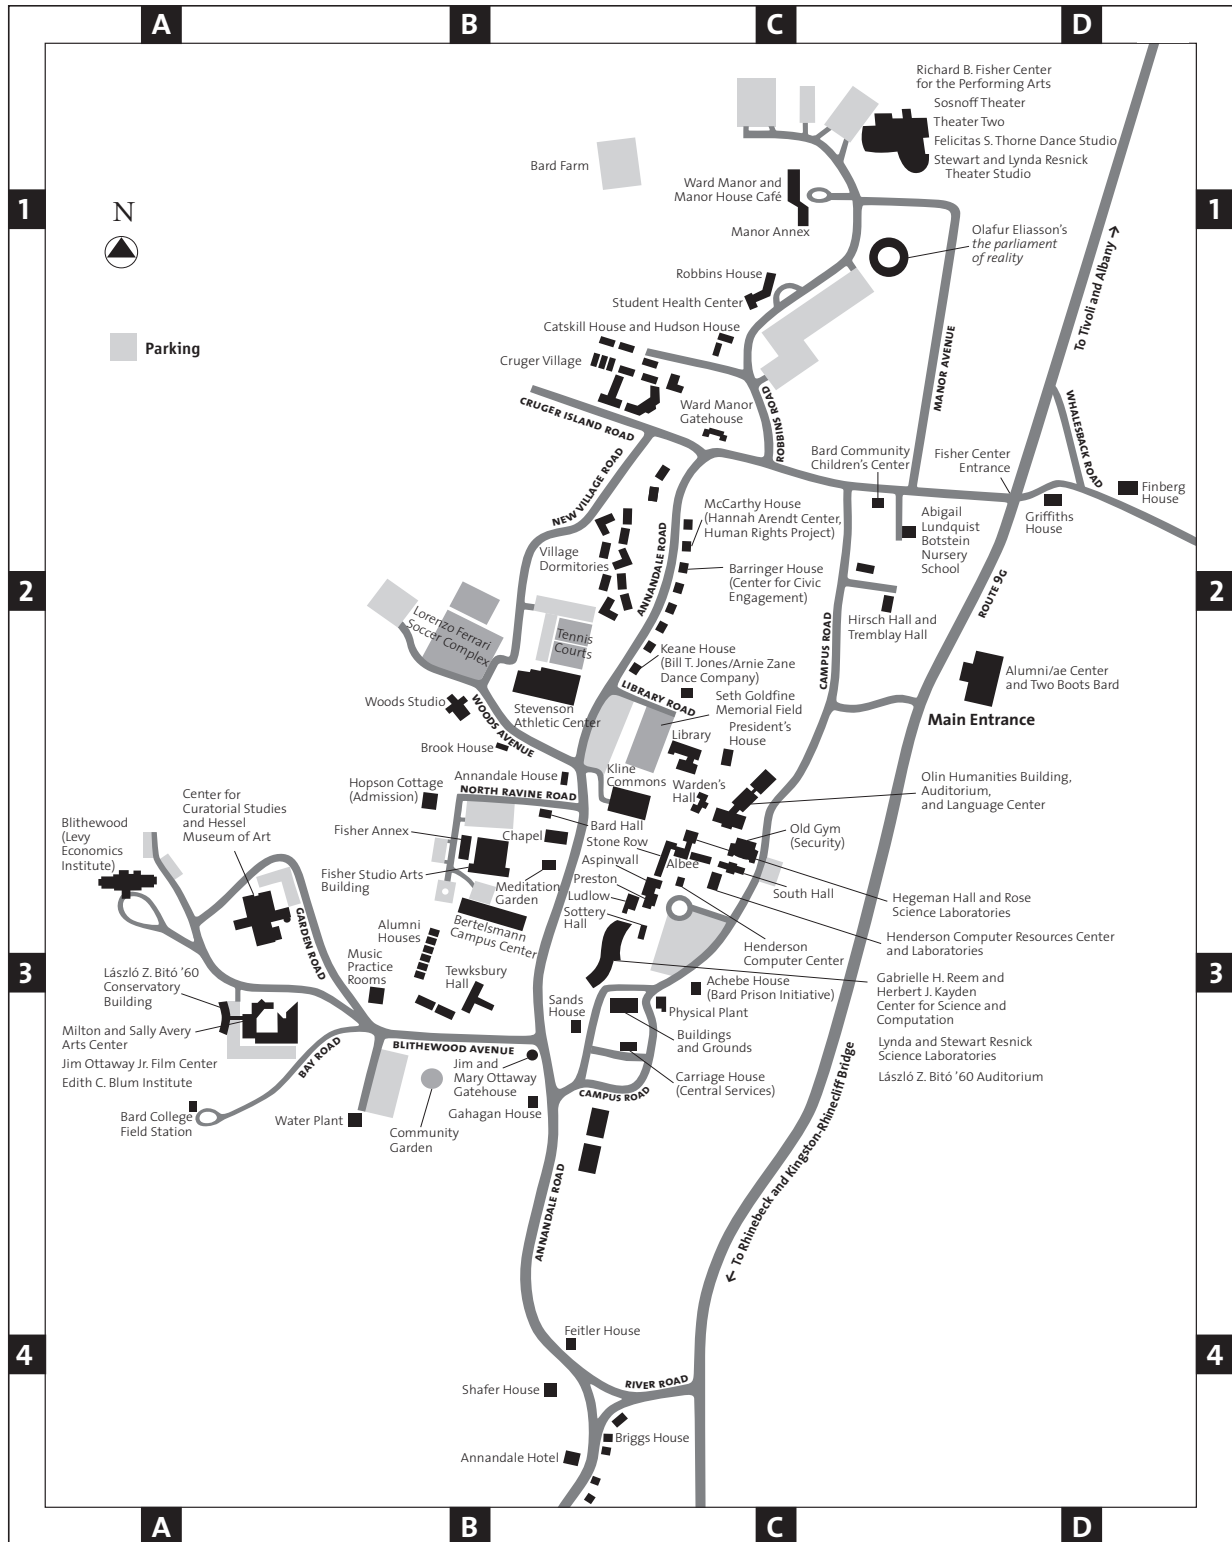 A
B
C
D
Richard B. Fisher Center
for the Performing Arts
Sosnoff Theater
Theater Two
Felicitas S. Thorne Dance Studio
Stewart and Lynda Resnick
Theater Studio
Bard Farm
Ward Manor and
Manor House Café
Manor Annex
1
1
N
Olafur Eliasson's
the parliament
of reality
To Tivoli and Albany →
Robbins House
Student Health Center
Parking
Catskill House and Hudson House
Cruger Village
MANOR AVENUE
CRUGER ISLAND ROAD
Ward Manor
Gatehouse
ROBBINS ROAD
WHALESBACK ROAD
Bard Community
Children's Center
Fisher Center
Entrance
NEW VILLAGE ROAD
Finberg
House
McCarthy House
(Hannah Arendt Center,
Human Rights Project)
Abigail
Lundquist
Botstein
Nursery
School
Griffiths
House
Village
Dormitories
ANNANDALE ROAD
Barringer House
(Center for Civic
Engagement)
2
2
ROUTE 9G
Lorenzo Ferrari
Soccer Complex
Tennis
Courts
Hirsch Hall and
Tremblay Hall
CAMPUS ROAD
Keane House
(Bill T. Jones/Arnie Zane
Dance Company)
Alumni/ae Center
and Two Boots Bard
LIBRARY ROAD
Seth Goldfine
Memorial Field
Woods Studio
WOODS AVENUE
Stevenson
Athletic Center
Main Entrance
Library
President's
House
Brook House
Annandale House
Kline
Commons
Warden's
Hall
Olin Humanities Building,
Auditorium,
and Language Center
Hopson Cottage
(Admission)
NORTH RAVINE ROAD
Center for
Curatorial Studies
and Hessel
Museum of Art
Blithewood
(Levy
Economics
Institute)
Fisher Annex
Chapel
Bard Hall
Stone Row
Old Gym
(Security)
Aspinwall
Albee
Fisher Studio Arts
Building
Meditation
Garden
Preston
Ludlow
South Hall
Hegeman Hall and Rose
Science Laboratories
Sottery
Hall
GARDEN ROAD
Alumni
Houses
Bertelsmann
Campus Center
Henderson
Computer Center
Henderson Computer Resources Center
and Laboratories
3
3
Music
Practice
Rooms
Tewksbury
Hall
László Z. Bitó '60
Conservatory
Building
Achebe House
(Bard Prison Initiative)
Gabrielle H. Reem and
Herbert J. Kayden
Center for Science and
Computation
Sands
House
Physical Plant
Milton and Sally Avery
Arts Center
Buildings
and Grounds
Lynda and Stewart Resnick
Science Laboratories
BLITHEWOOD AVENUE
BAY ROAD
Jim Ottaway Jr. Film Center
Jim and
Mary Ottaway
Gatehouse
Carriage House
(Central Services)
László Z. Bitó '60 Auditorium
Edith C. Blum Institute
CAMPUS ROAD
Bard College
Field Station
Water Plant
Gahagan House
Community
Garden
ANNANDALE ROAD
← To Rhinebeck and Kingston-Rhinecliff Bridge
Feitler House
4
4
Shafer House
RIVER ROAD
Briggs House
Annandale Hotel
A
B
C
D